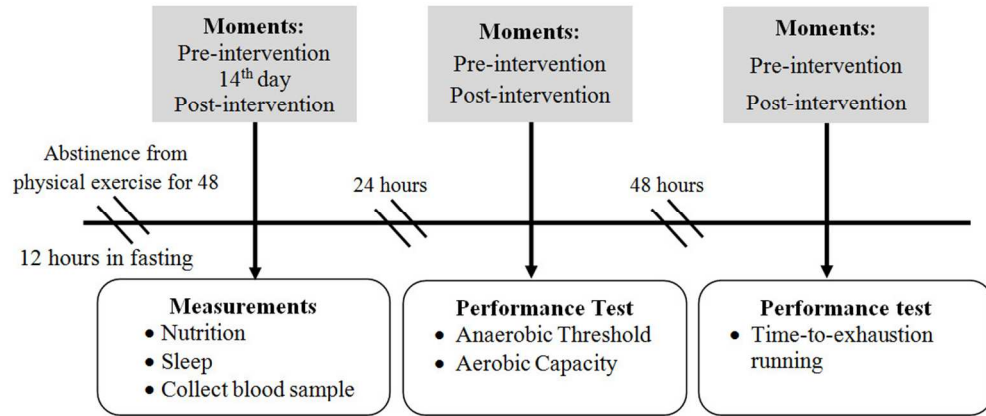 Moments:
Pre-intervention
14th day
Post-intervention
Moments:
Pre-intervention
Post-intervention
Moments:
Pre-intervention
Post-intervention
Abstinence from
physical exercise for 48
24 hours
48 hours
12 hours in fasting
Measurements
• Nutrition
• Sleep
• Collect blood sample
Performance Test
• Anaerobic Threshold
• Aerobic Capacity
Performance test
• Time-to-exhaustion
running